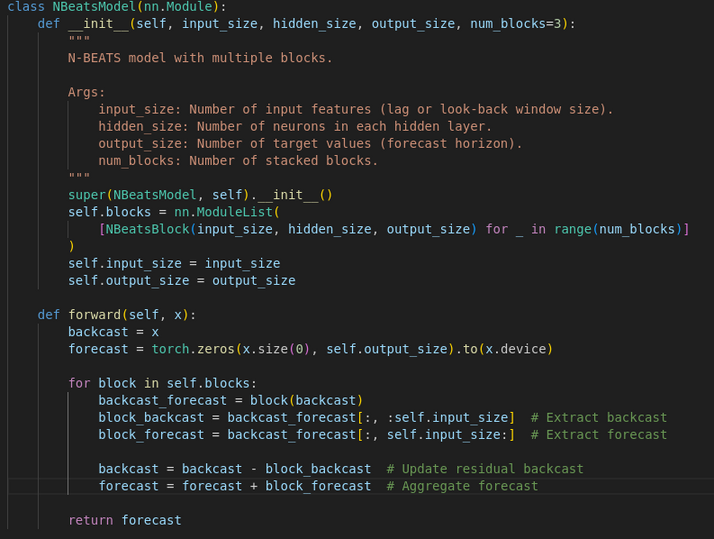 class NBeatsModel(nn.Module):
    def __init__(self, input_size, hidden_size, output_size, num_blocks=3):
        """
        N-BEATS model with multiple blocks.

        Args:
            input_size: Number of input features (lag or look-back window size).
            hidden_size: Number of neurons in each hidden layer.
            output_size: Number of target values (forecast horizon).
            num_blocks: Number of stacked blocks.
        """
        super(NBeatsModel, self).__init__()
        self.blocks = nn.ModuleList(
            [NBeatsBlock(input_size, hidden_size, output_size) for _ in range(num_blocks)]
        )
        self.input_size = input_size
        self.output_size = output_size

    def forward(self, x):
        backcast = x
        forecast = torch.zeros(x.size(0), self.output_size).to(x.device)

        for block in self.blocks:
            backcast_forecast = block(backcast)
            block_backcast = backcast_forecast[:, :self.input_size]  # Extract backcast
            block_forecast = backcast_forecast[:, self.input_size:]  # Extract forecast

            backcast = backcast - block_backcast  # Update residual backcast
            forecast = forecast + block_forecast  # Aggregate forecast

        return forecast